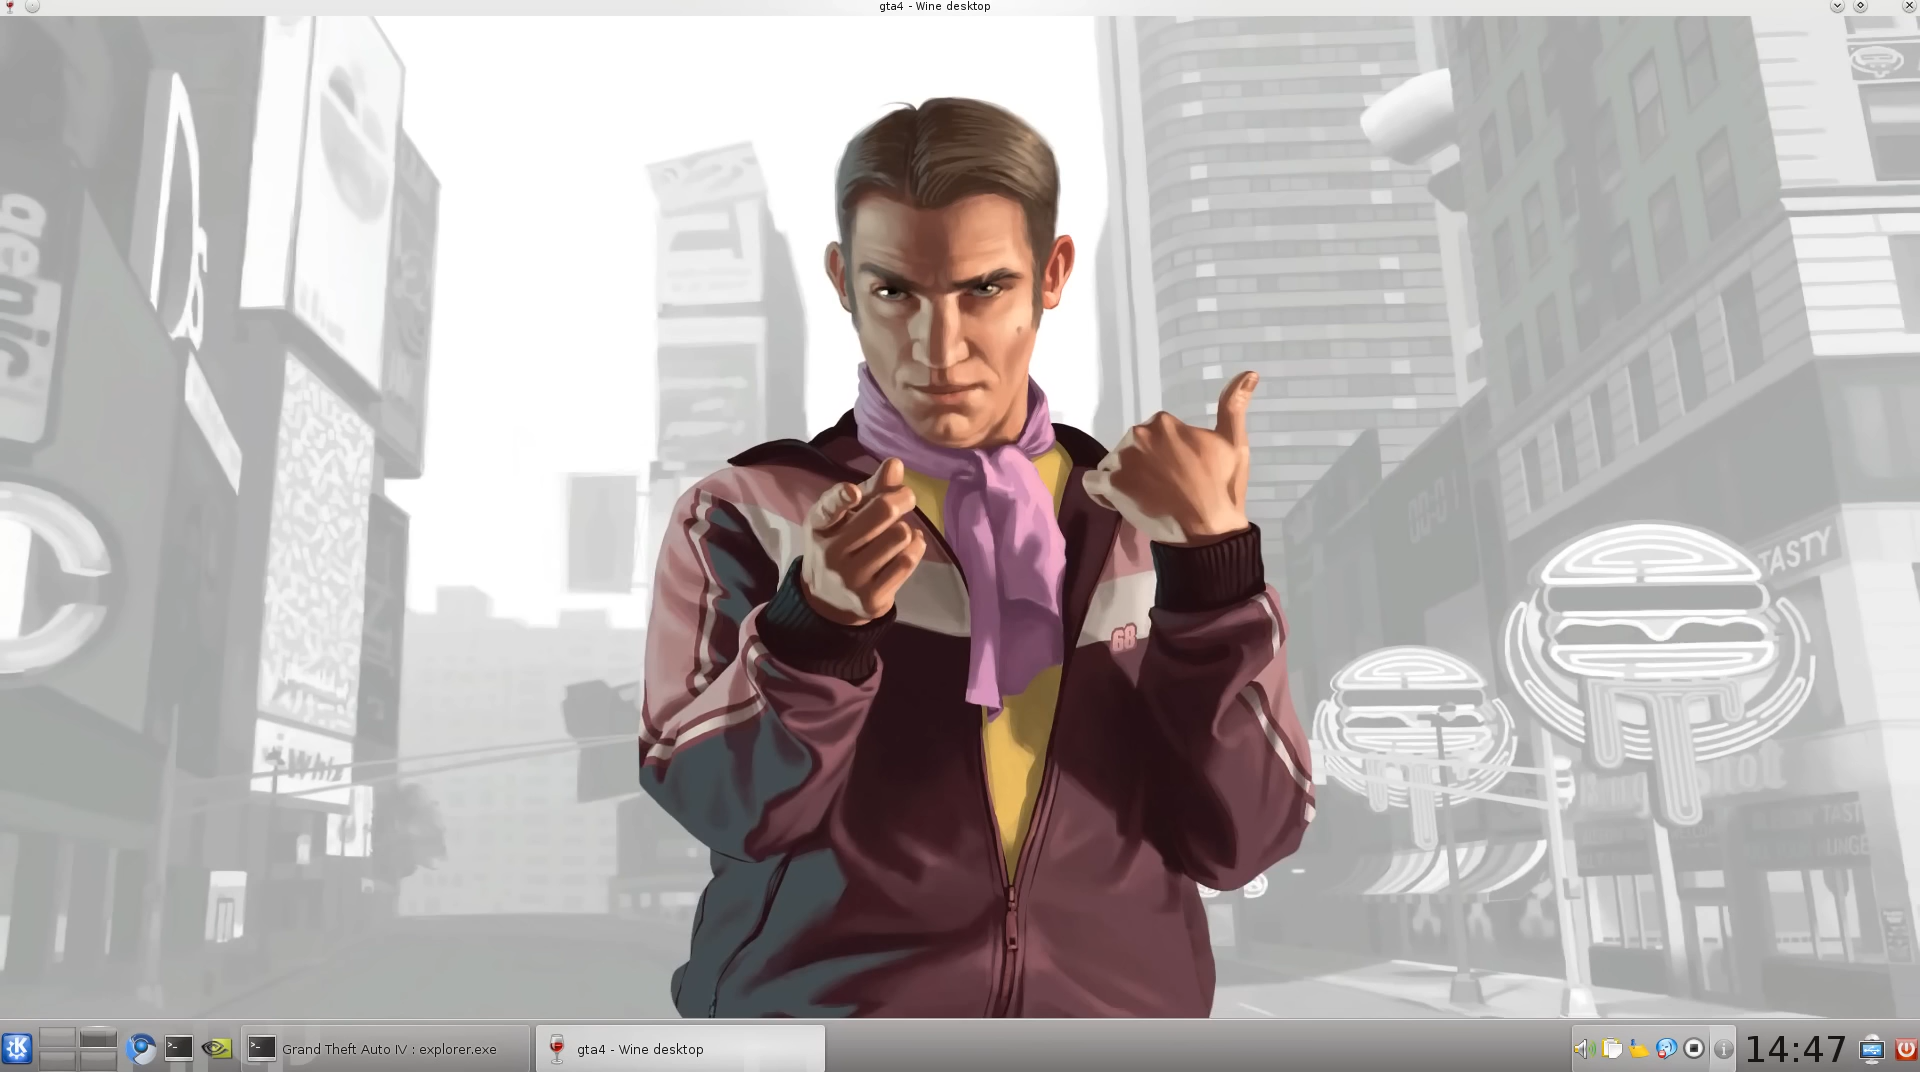 gta4 - Wine desktop
TASTY
68
Grand Theft Auto IV : explorer.exe
gta4 - Wine desktop
14:47